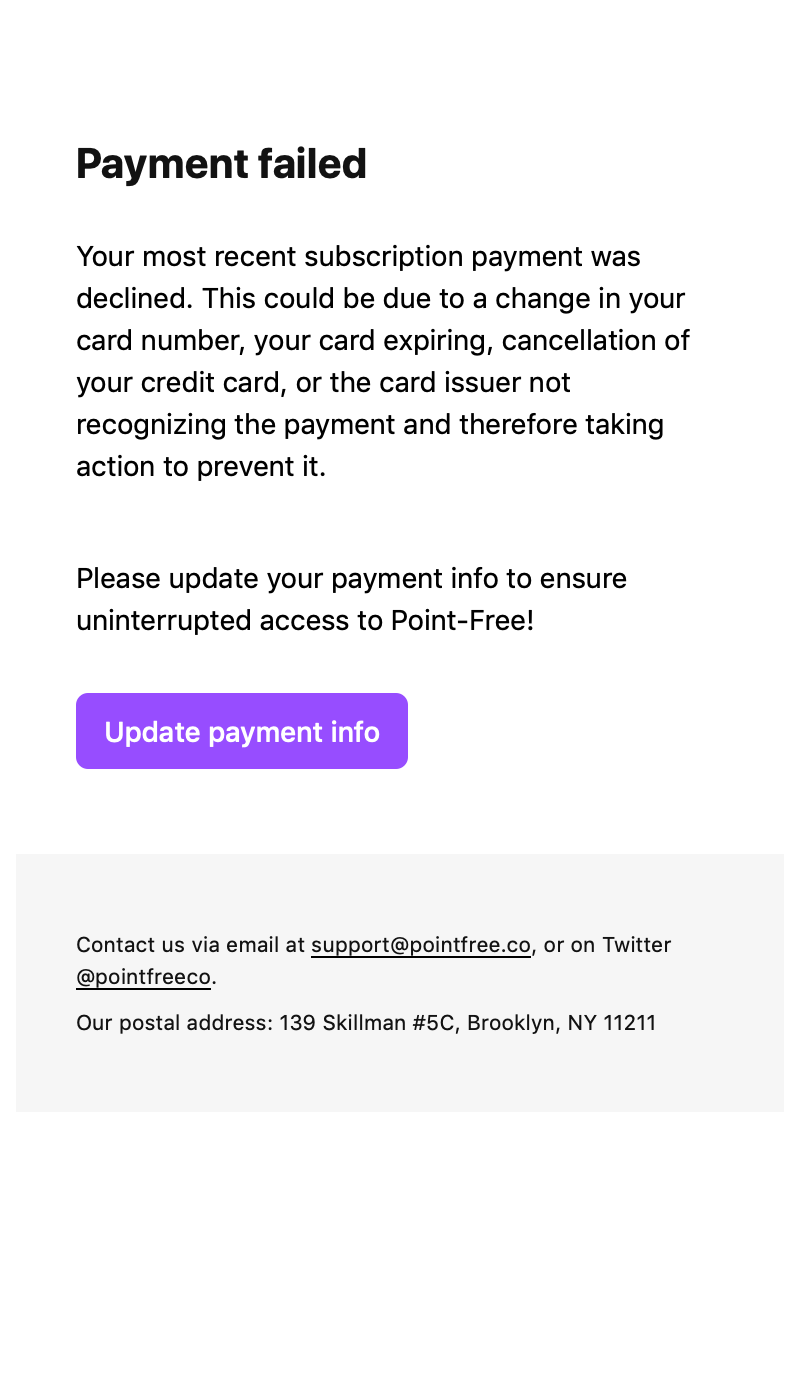 Payment failed
Your most recent subscription payment was
declined. This could be due to a change in your
card number, your card expiring, cancellation of
your credit card, or the card issuer not
recognizing the payment and therefore taking
action to prevent it.
Please update your payment info to ensure
uninterrupted access to Point-Free!
Update payment info
Contact us via email at support@pointfree.co, or on Twitter
@pointfreeco.
Our postal address: 139 Skillman #5C, Brooklyn, NY 11211